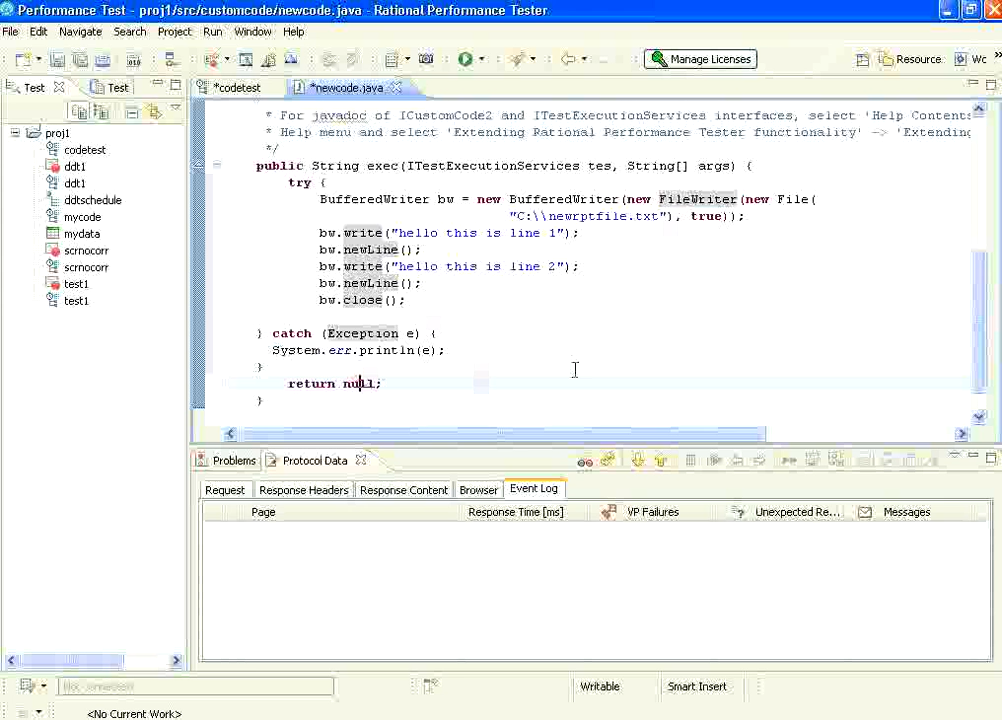 Performance Test - proj1/src/customcode/newcode.java - Rational Performance Tester
File Edit Navigate Search Project Run Window Help
Manage Licenses Resource Wc »
Test Test *codetest *newcode.java
proj1
codetest
ddt1
ddt1
ddtschedule
mycode
mydata
scrnocorr
scrnocorr
test1
test1
* For javadoc of ICustomCode2 and ITestExecutionServices interfaces, select 'Help Contents
* Help menu and select 'Extending Rational Performance Tester functionality' -> 'Extending
*/
public String exec(ITestExecutionServices tes, String[] args) {
try {
BufferedWriter bw = new BufferedWriter(new FileWriter(new File(
"C:\\newrptfile.txt"), true));
bw.write("hello this is line 1");
bw.newLine();
bw.write("hello this is line 2");
bw.newLine();
bw.close();
} catch (Exception e) {
System.err.println(e);
}
return null;
}
Problems Protocol Data
Request Response Headers Response Content Browser Event Log
Page Response Time [ms] VP Failures Unexpected Re... Messages
Writable Smart Insert
<No Current Work>